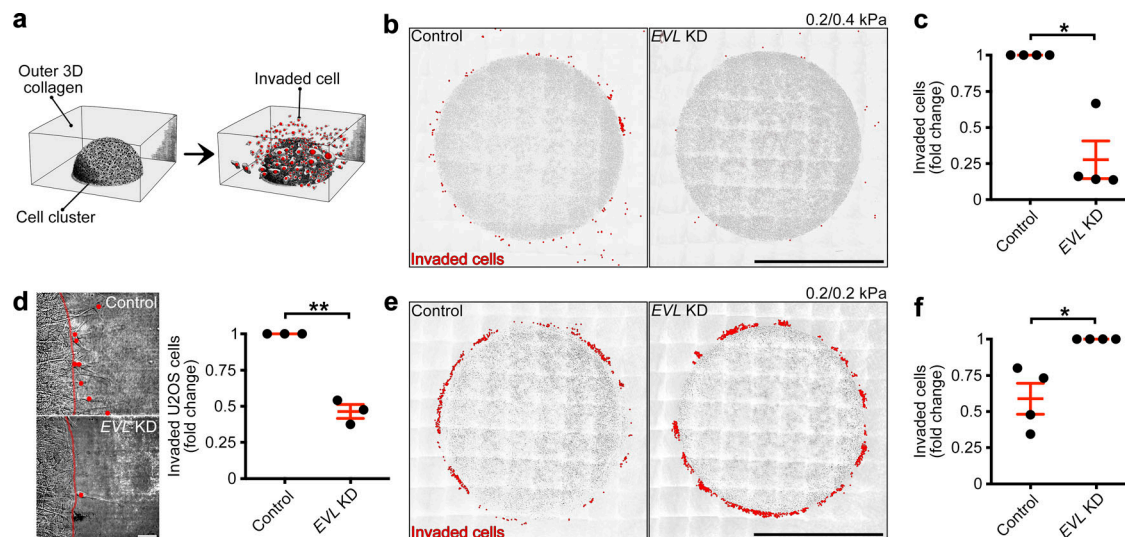 a
Outer 3D
collagen
Invaded cell
Cell cluster
b
0.2/0.4 kPa
Control
EVL KD
Invaded cells
c
*
Invaded cells
(fold change)
1
0.75
0.5
0.25
0
Control
EVL KD
d
Control
EVL KD
**
Invaded U2OS cells
(fold change)
1
0.75
0.5
0.25
0
Control
EVL KD
e
0.2/0.2 kPa
Control
EVL KD
Invaded cells
f
*
Invaded cells
(fold change)
1
0.75
0.5
0.25
0
Control
EVL KD